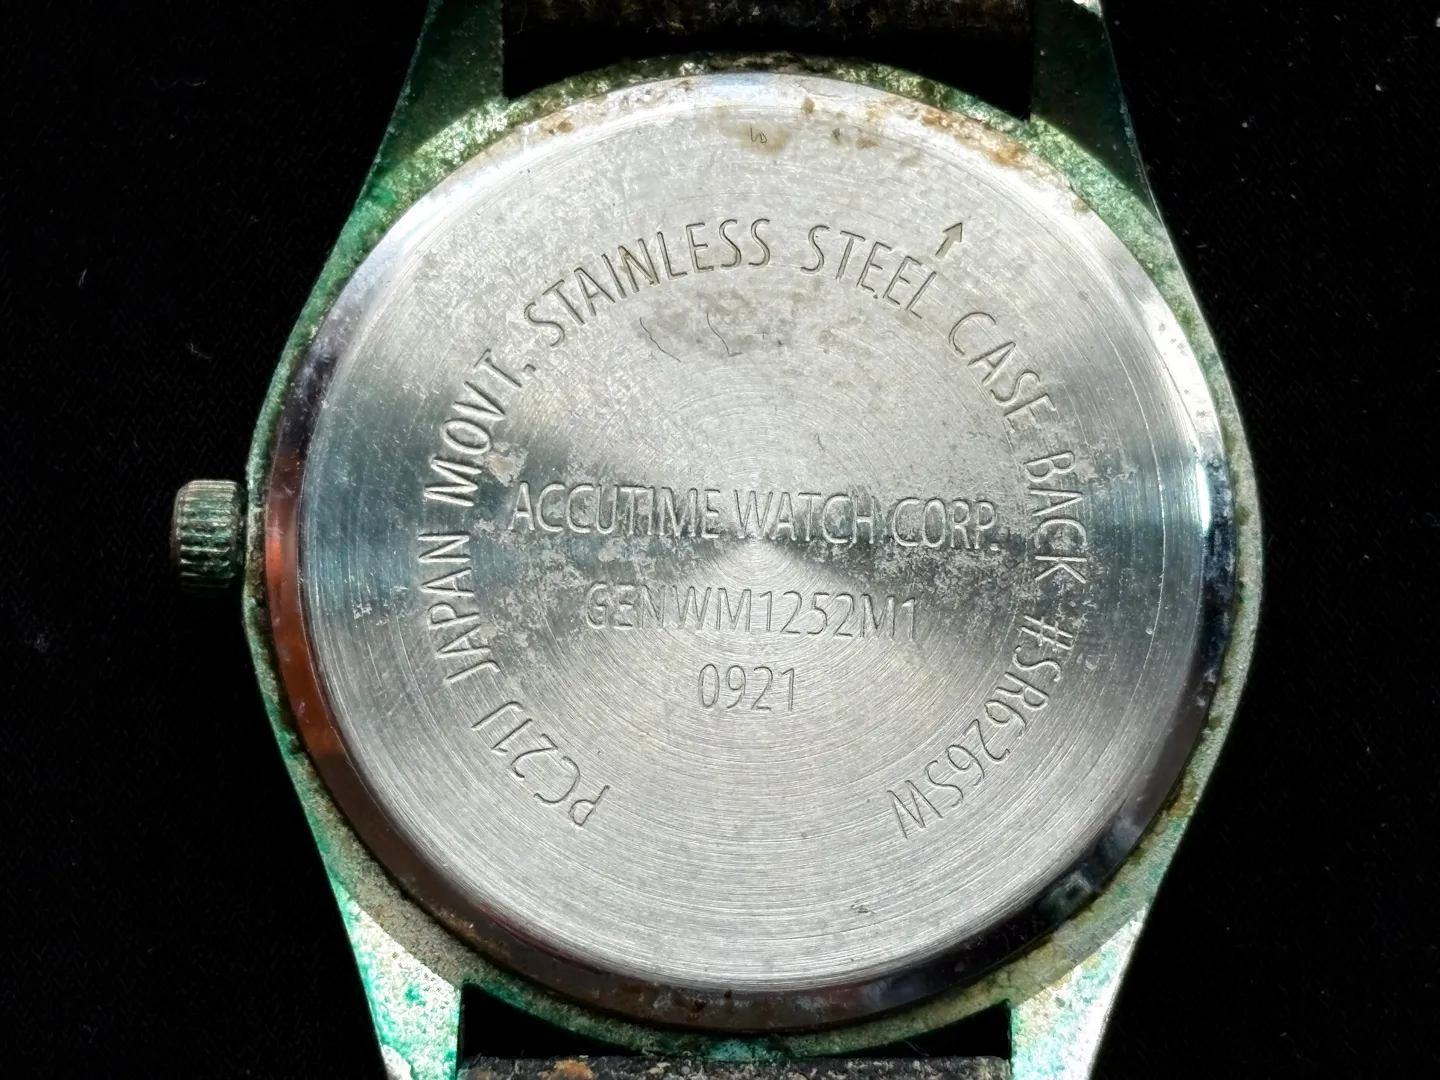 PC21J JAPAN MOVT. STAINLESS STEEL CASE BACK #SR626SW
ACCUTIME WATCH CORP.
GENWM1252M1
0921